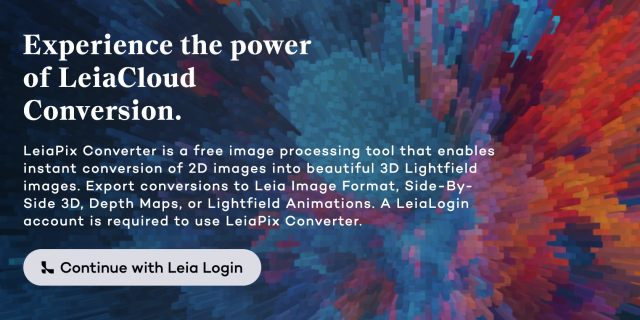 Experience the power
of LeiaCloud
Conversion.
LeiaPix Converter is a free image processing tool that enables
instant conversion of 2D images into beautiful 3D Lightfield
images. Export conversions to Leia Image Format, Side-By-
Side 3D, Depth Maps, or Lightfield Animations. A LeiaLogin
account is required to use LeiaPix Converter.
Continue with Leia Login